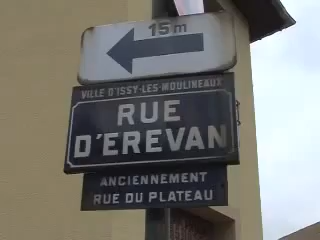 15m
VILLE D'ISSY-LES-MOULINEAUX
RUE
D'EREVAN
ANCIENNEMENT
RUE DU PLATEAU